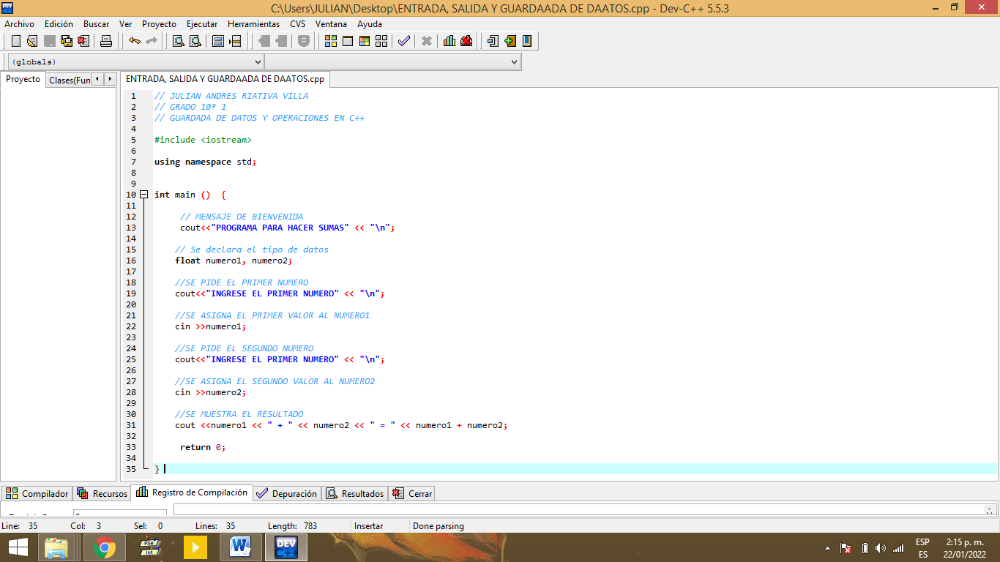 C:\Users\JULIAN\Desktop\ENTRADA, SALIDA Y GUARDAADA DE DAATOS.cpp - Dev-C++ 5.5.3
Archivo Edición Buscar Ver Proyecto Ejecutar Herramientas CVS Ventana Ayuda
(globals)
Proyecto Clases(Fun ENTRADA, SALIDA Y GUARDAADA DE DAATOS.cpp
1 // JULIAN ANDRES RIATIVA VILLA
2 // GRADO 10º 1
3 // GUARDADA DE DATOS Y OPERACIONES EN C++
4
5 #include <iostream>
6
7 using namespace std;
8
9
10 int main ()  {
11
12 // MENSAJE DE BIENVENIDA
13 cout<<"PROGRAMA PARA HACER SUMAS" << "\n";
14
15 // Se declara el tipo de datos
16 float numero1, numero2;
17
18 //SE PIDE EL PRIMER NUMERO
19 cout<<"INGRESE EL PRIMER NUMERO" << "\n";
20
21 //SE ASIGNA EL PRIMER VALOR AL NUMERO1
22 cin >>numero1;
23
24 //SE PIDE EL SEGUNDO NUMERO
25 cout<<"INGRESE EL PRIMER NUMERO" << "\n";
26
27 //SE ASIGNA EL SEGUNDO VALOR AL NUMERO2
28 cin >>numero2;
29
30 //SE MUESTRA EL RESULTADO
31 cout <<numero1 << " + " << numero2 << " = " << numero1 + numero2;
32
33 return 0;
34
35 }
Compilador Recursos Registro de Compilación Depuración Resultados Cerrar
Line: 35 Col: 3 Sel: 0 Lines: 35 Length: 783 Insertar Done parsing
PSe Int W DEV C++ ESP 2:15 p. m.
ES 22/01/2022